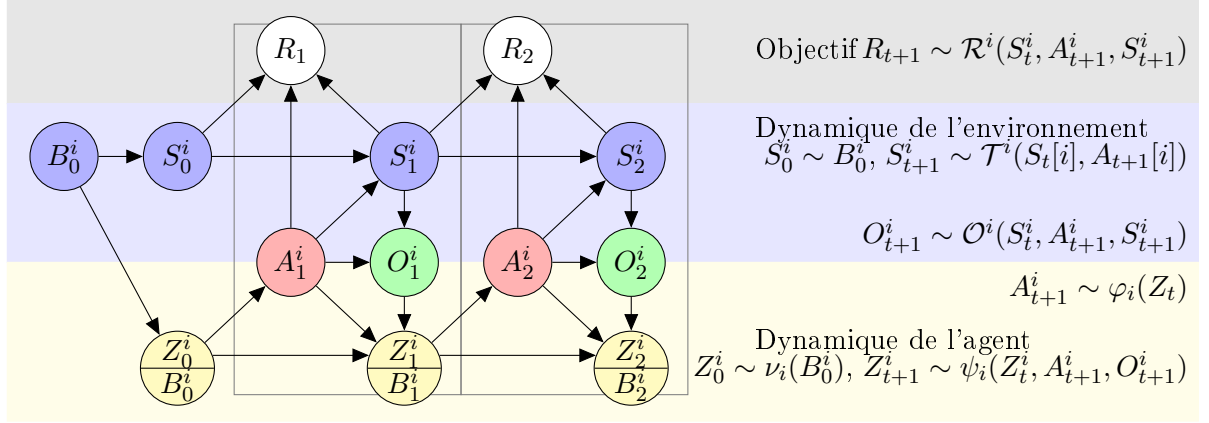 R_1 R_2 Objectif R_{t+1} ∼ \mathcal{R}^i(S_t^i, A_{t+1}^i, S_{t+1}^i)
Dynamique de l'environnement
B_0^i S_0^i S_1^i S_2^i S_0^i ∼ B_0^i, S_{t+1}^i ∼ \mathcal{T}^i(S_t[i], A_{t+1}[i])
O_{t+1}^i ∼ \mathcal{O}^i(S_t^i, A_{t+1}^i, S_{t+1}^i)
A_1^i O_1^i A_2^i O_2^i
A_{t+1}^i ∼ φ_i(Z_t)
Dynamique de l'agent
Z_0^i Z_1^i Z_2^i
Z_0^i ∼ ν_i(B_0^i), Z_{t+1}^i ∼ ψ_i(Z_t^i, A_{t+1}^i, O_{t+1}^i)
B_0^i B_1^i B_2^i